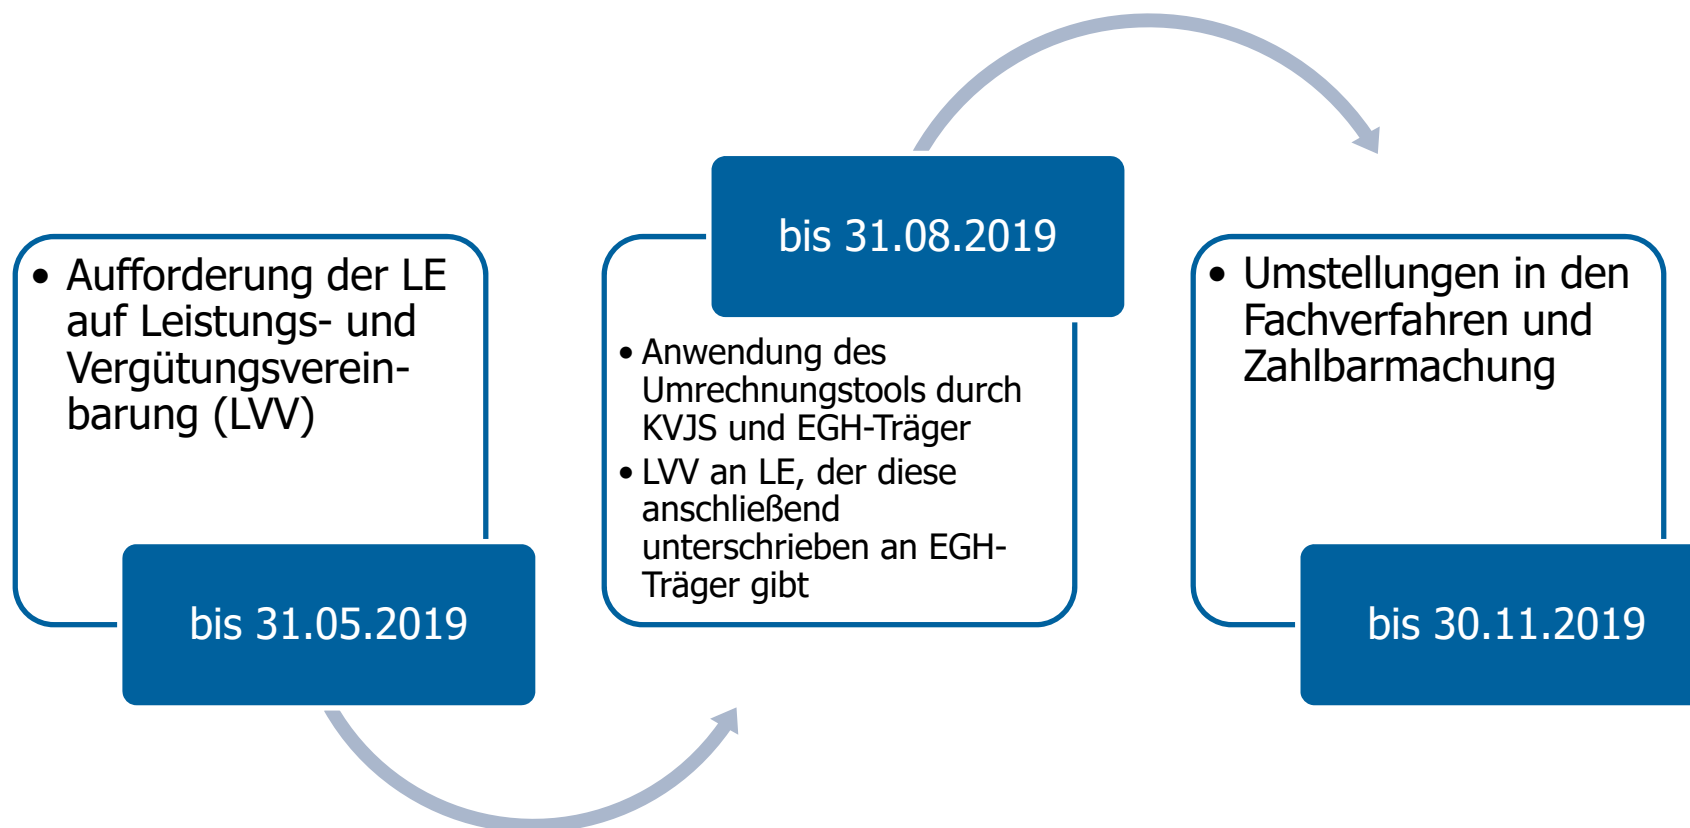 • Aufforderung der LE
auf Leistungs- und
Vergütungsverein-
barung (LVV)
bis 31.05.2019
bis 31.08.2019
• Anwendung des
Umrechnungstools durch
KVJS und EGH-Träger
• LVV an LE, der diese
anschließend
unterschrieben an EGH-
Träger gibt
• Umstellungen in den
Fachverfahren und
Zahlbarmachung
bis 30.11.2019